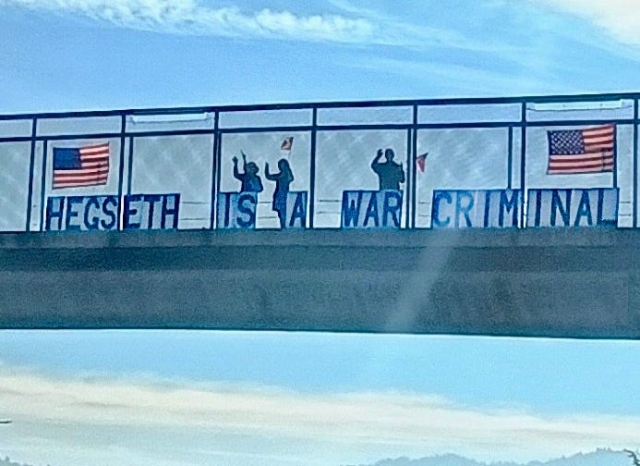 HEGSETH IS A WAR CRIMINAL